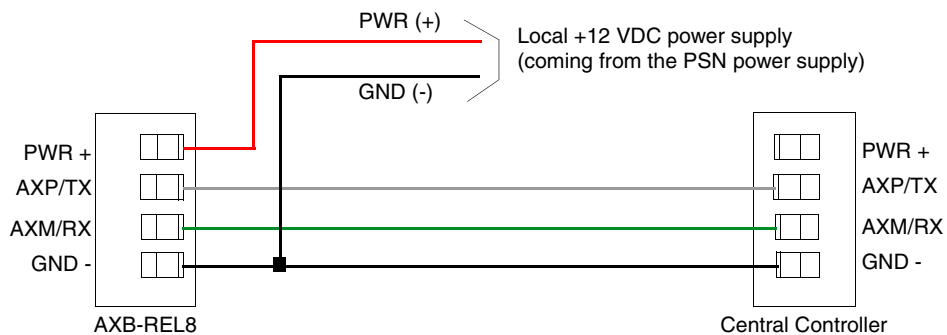 PWR (+)
Local +12 VDC power supply
(coming from the PSN power supply)
GND (-)
PWR +
AXP/TX
AXM/RX
GND -
AXB-REL8
PWR +
AXP/TX
AXM/RX
GND -
Central Controller